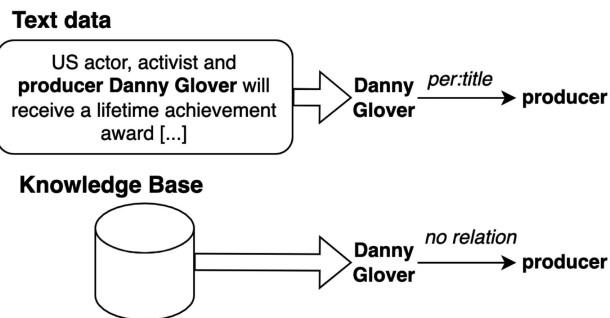 Text data
US actor, activist and
producer Danny Glover will
receive a lifetime achievement
award [...]
Danny
Glover
per:title
producer
Knowledge Base
Danny
Glover
no relation
producer